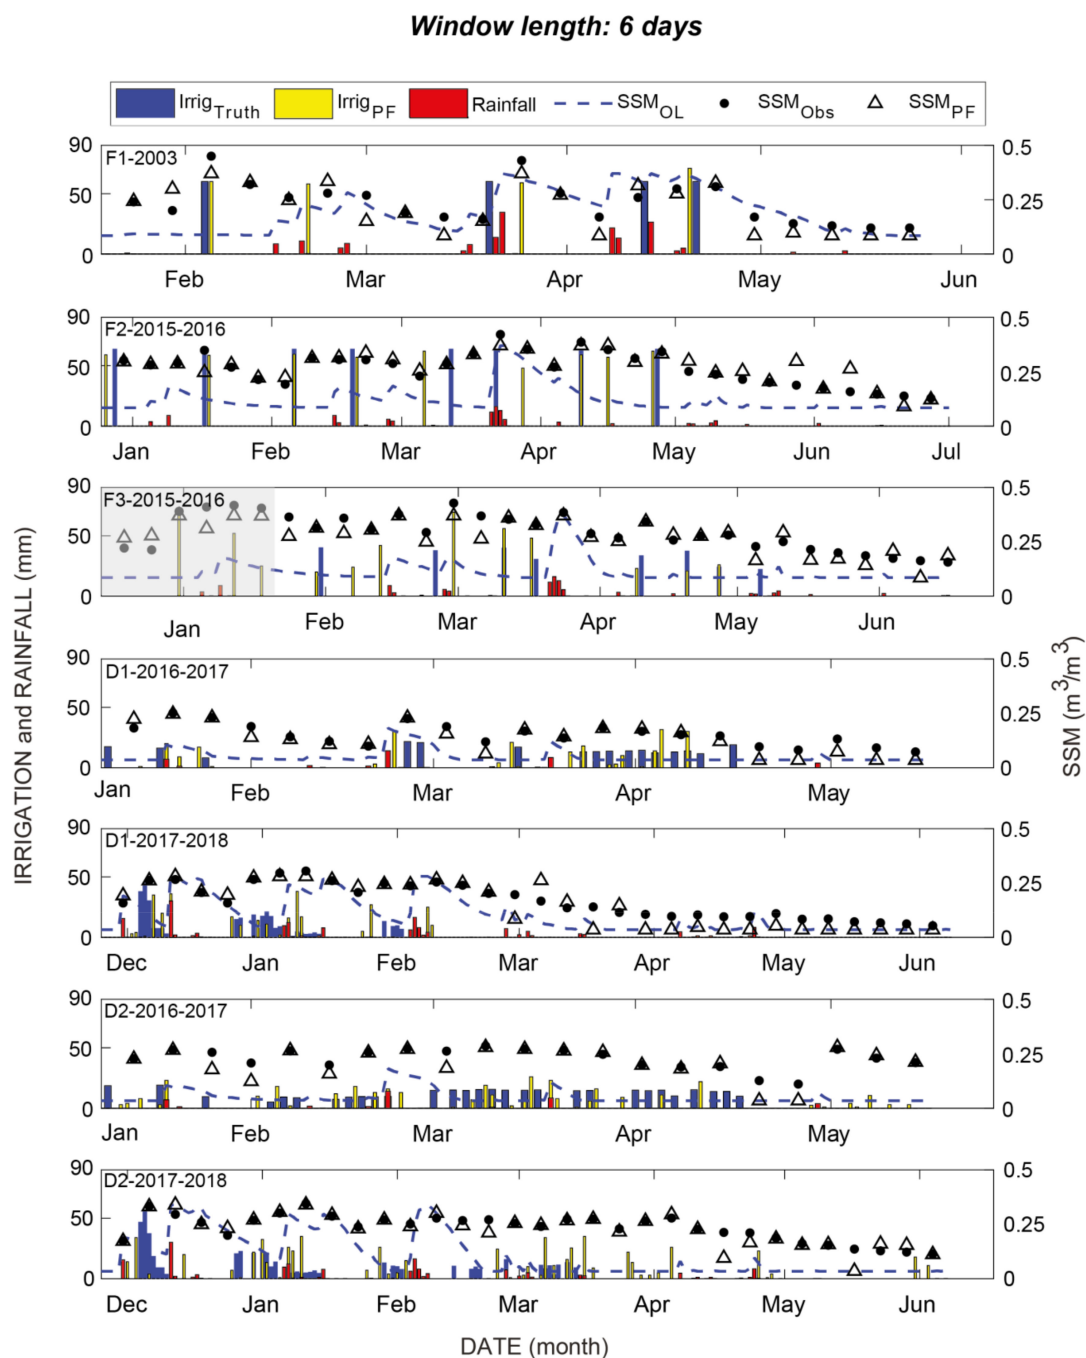 Window length: 6 days
Irrig_Truth Irrig_PF Rainfall SSM_OL SSM_Obs SSM_PF
IRRIGATION and RAINFALL (mm)
SSM (m³/m³)
F1-2003
90
50
0
0.5
0.25
0
Feb Mar Apr May Jun
F2-2015-2016
90
50
0
0.5
0.25
0
Jan Feb Mar Apr May Jun Jul
F3-2015-2016
90
50
0
0.5
0.25
0
Jan Feb Mar Apr May Jun
D1-2016-2017
90
50
0
0.5
0.25
0
Jan Feb Mar Apr May
D1-2017-2018
90
50
0
0.5
0.25
0
Dec Jan Feb Mar Apr May Jun
D2-2016-2017
90
50
0
0.5
0.25
0
Jan Feb Mar Apr May
D2-2017-2018
90
50
0
0.5
0.25
0
Dec Jan Feb Mar Apr May Jun
DATE (month)